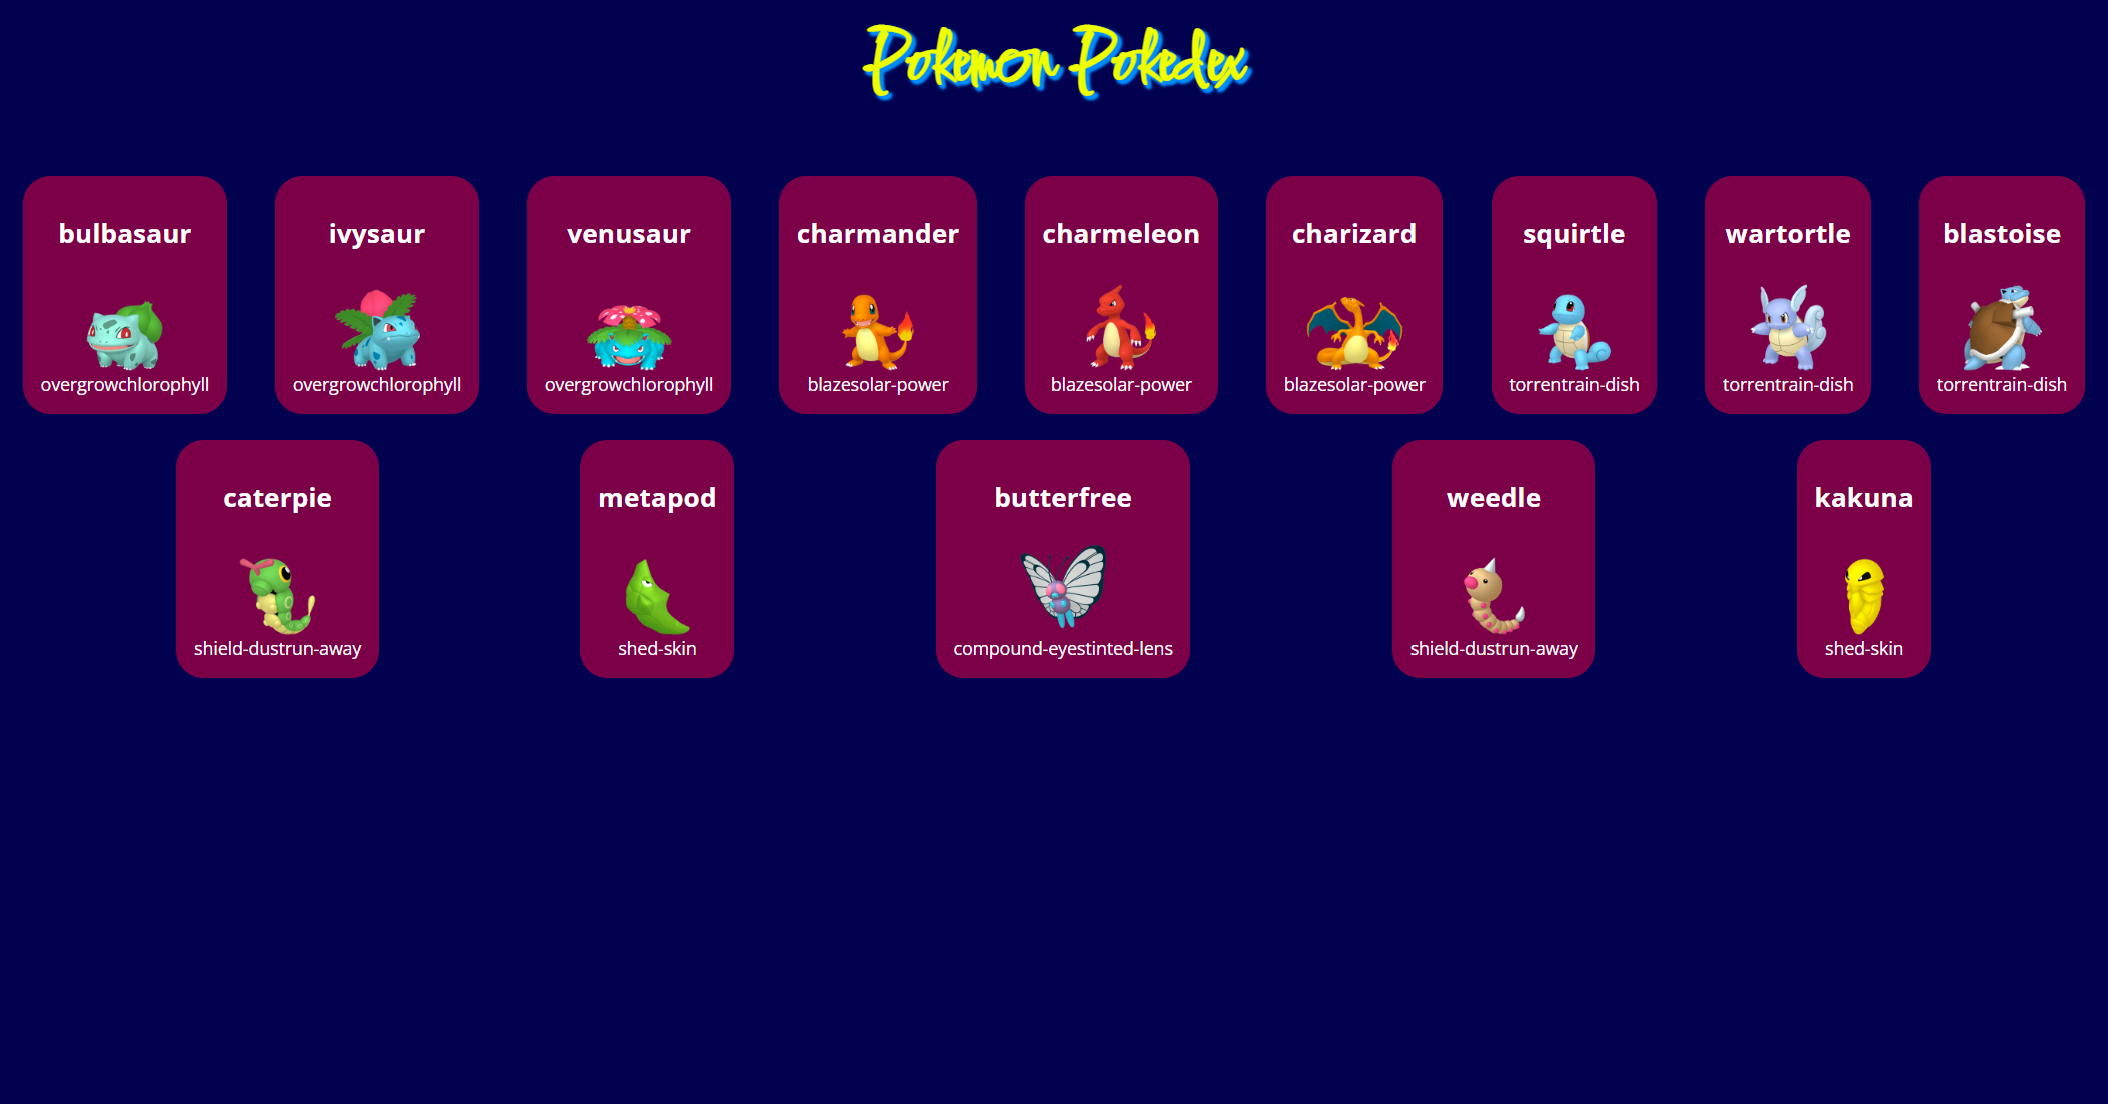 Pokemon Pokedex
bulbasaur
overgrowchlorophyll
ivysaur
overgrowchlorophyll
venusaur
overgrowchlorophyll
charmander
blazesolar-power
charmeleon
blazesolar-power
charizard
blazesolar-power
squirtle
torrentrain-dish
wartortle
torrentrain-dish
blastoise
torrentrain-dish
caterpie
shield-dustrun-away
metapod
shed-skin
butterfree
compound-eyestinted-lens
weedle
shield-dustrun-away
kakuna
shed-skin